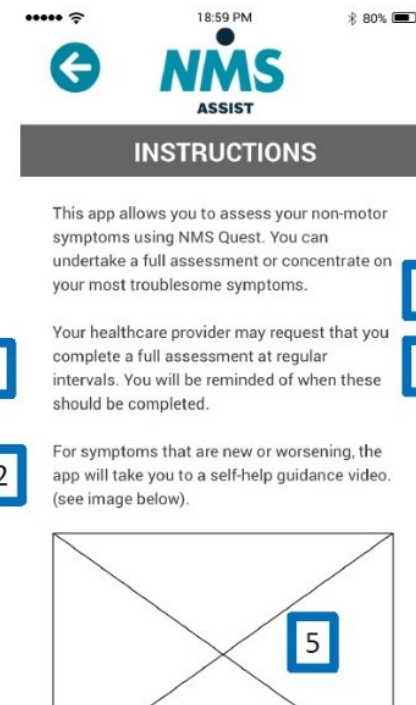 18:59 PM
80%
NMS
ASSIST
INSTRUCTIONS
This app allows you to assess your non-motor
symptoms using NMS Quest. You can
undertake a full assessment or concentrate on
your most troublesome symptoms.
Your healthcare provider may request that you
complete a full assessment at regular
intervals. You will be reminded of when these
should be completed.
For symptoms that are new or worsening, the
2
app will take you to a self-help guidance video.
(see image below).
5